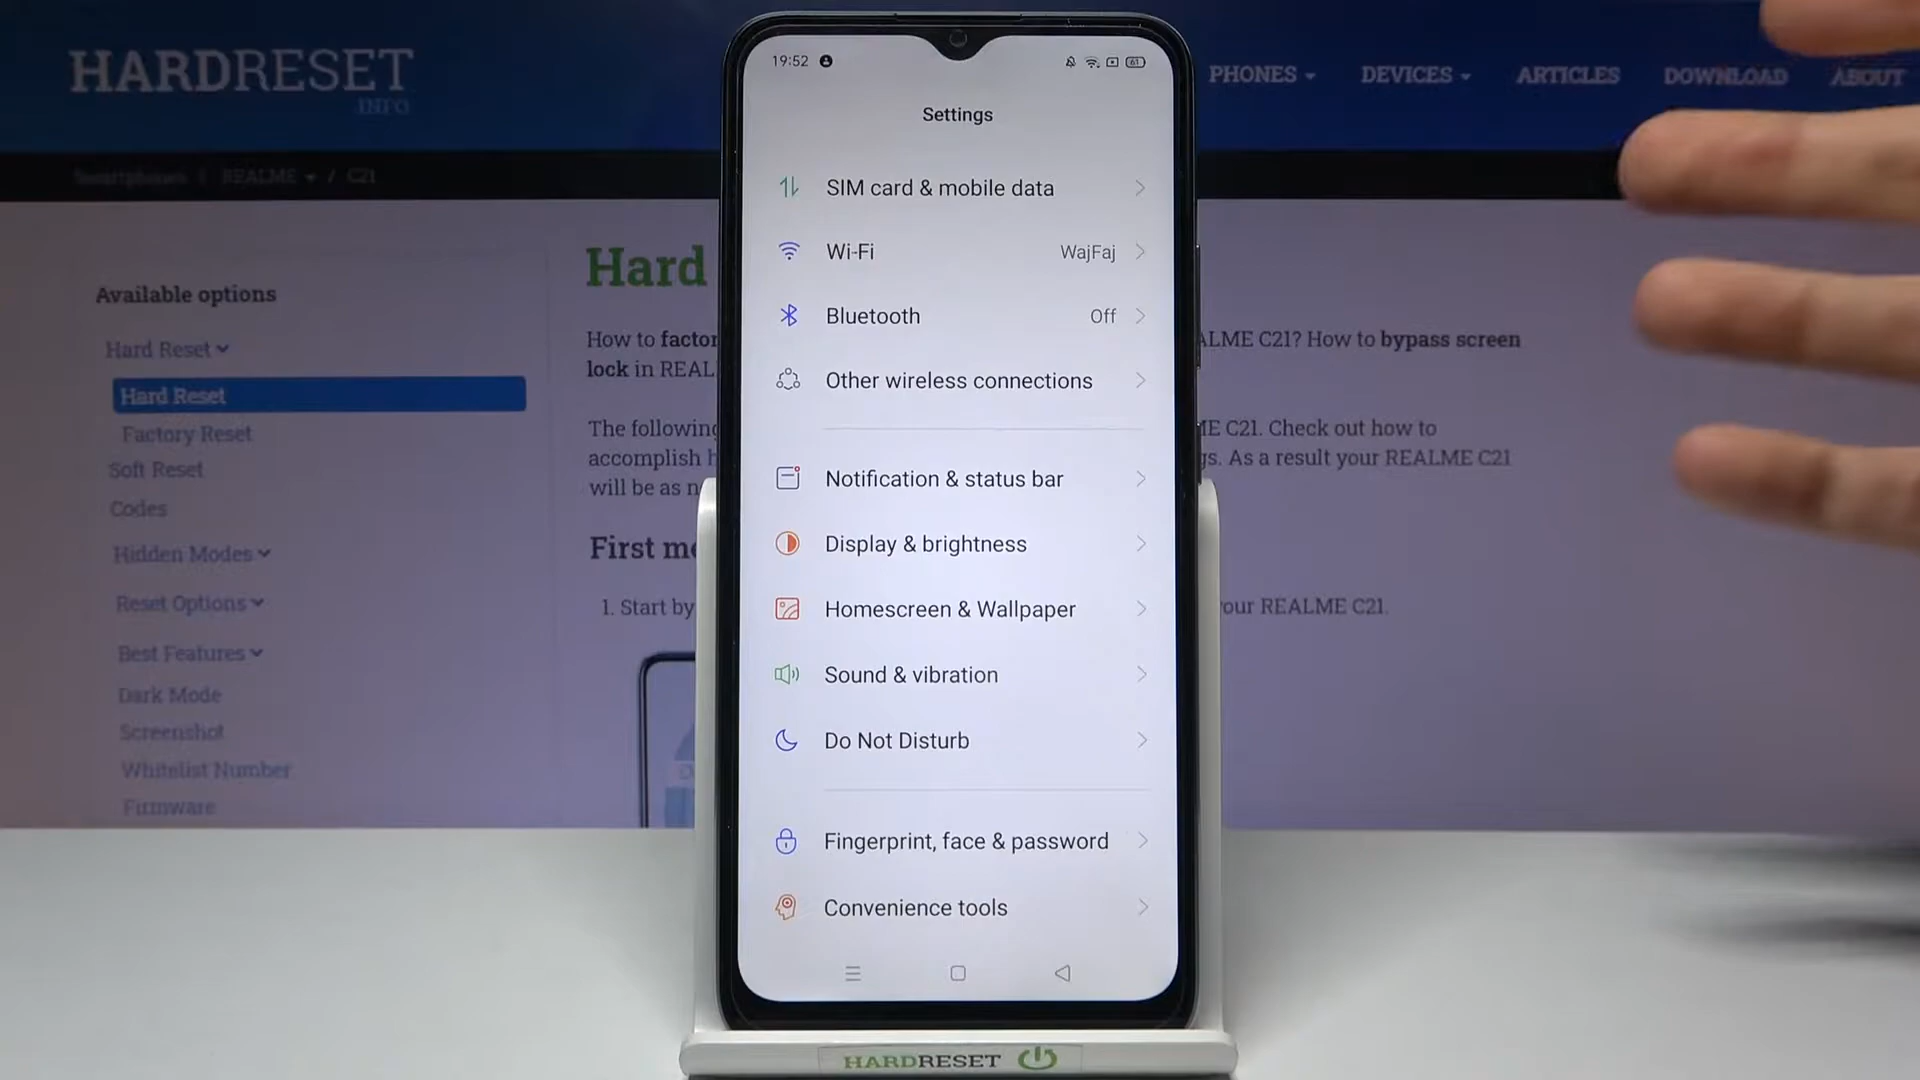 HARDRESET
.INFO
PHONES
DEVICES
ARTICLES
DOWNLOAD
ABOUT
Smartphones / REALME / C21
Available options
Hard Reset
Hard Reset
Factory Reset
Soft Reset
Codes
Hidden Modes
Reset Options
Best Features
Dark Mode
Screenshot
Whitelist Number
Firmware
Hard
How to factor
ALME C21? How to bypass screen
lock in REAL
The following
E C21. Check out how to
accomplish h
gs. As a result your REALME C21
will be as n
First me
1. Start by
our REALME C21.
19:52
61
Settings
SIM card & mobile data
Wi-Fi WajFaj
Bluetooth Off
Other wireless connections
Notification & status bar
Display & brightness
Homescreen & Wallpaper
Sound & vibration
Do Not Disturb
Fingerprint, face & password
Convenience tools
HARDRESET